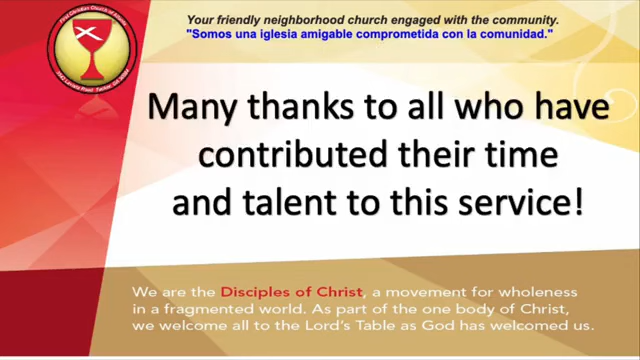 Your friendly neighborhood church engaged with the community.
"Somos una iglesia amigable comprometida con la comunidad."
Many thanks to all who have
contributed their time
and talent to this service!
We are the Disciples of Christ, a movement for wholeness
in a fragmented world. As part of the one body of Christ,
we welcome all to the Lord's Table as God has welcomed us.